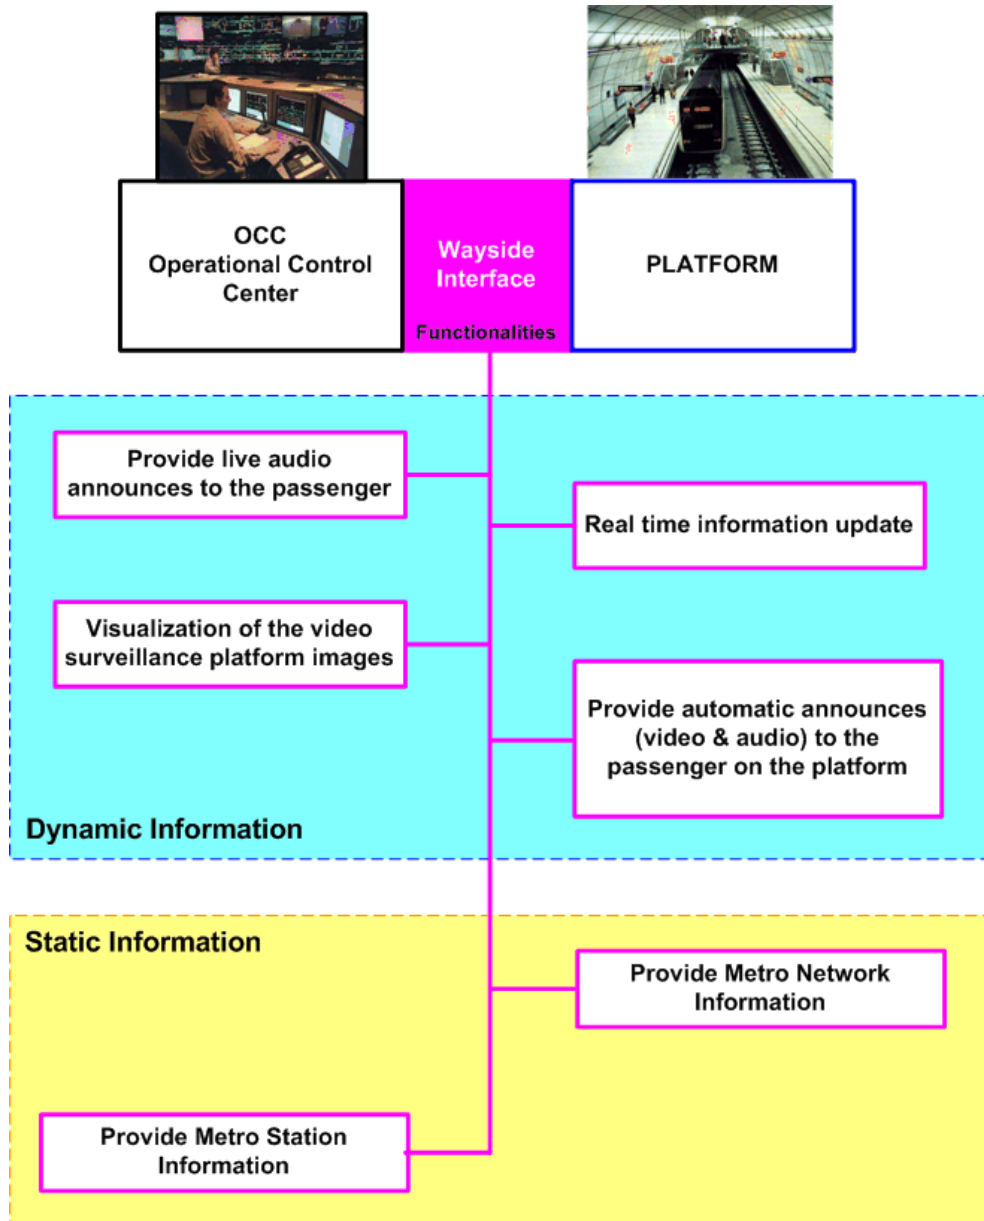 OCC
Operational Control
Center
Wayside
Interface
Functionalities
PLATFORM
Provide live audio
announces to the passenger
Real time information update
Visualization of the video
surveillance platform images
Provide automatic announces
(video & audio) to the
passenger on the platform
Dynamic Information
Static Information
Provide Metro Network
Information
Provide Metro Station
Information